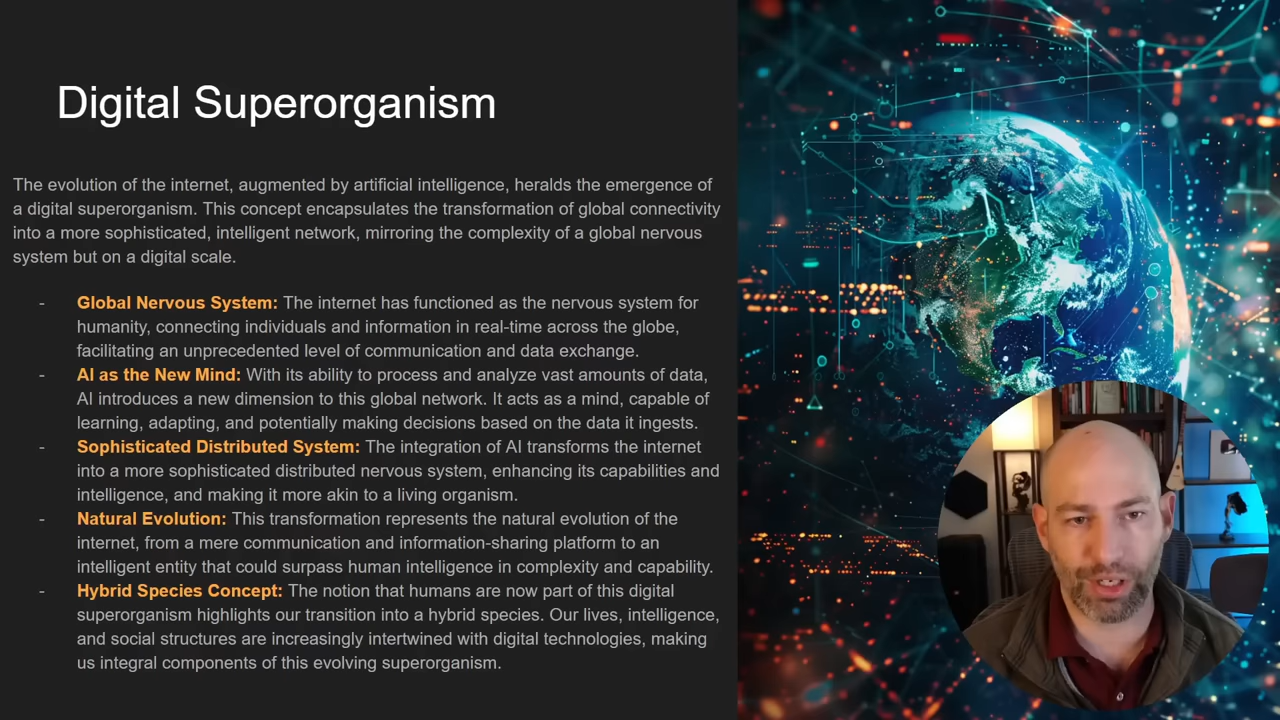 Digital Superorganism
The evolution of the internet, augmented by artificial intelligence, heralds the emergence of
a digital superorganism. This concept encapsulates the transformation of global connectivity
into a more sophisticated, intelligent network, mirroring the complexity of a global nervous
system but on a digital scale.
- Global Nervous System: The internet has functioned as the nervous system for
humanity, connecting individuals and information in real-time across the globe,
facilitating an unprecedented level of communication and data exchange.
- AI as the New Mind: With its ability to process and analyze vast amounts of data,
AI introduces a new dimension to this global network. It acts as a mind, capable of
learning, adapting, and potentially making decisions based on the data it ingests.
- Sophisticated Distributed System: The integration of AI transforms the internet
into a more sophisticated distributed nervous system, enhancing its capabilities and
intelligence, and making it more akin to a living organism.
- Natural Evolution: This transformation represents the natural evolution of the
internet, from a mere communication and information-sharing platform to an
intelligent entity that could surpass human intelligence in complexity and capability.
- Hybrid Species Concept: The notion that humans are now part of this digital
superorganism highlights our transition into a hybrid species. Our lives, intelligence,
and social structures are increasingly intertwined with digital technologies, making
us integral components of this evolving superorganism.